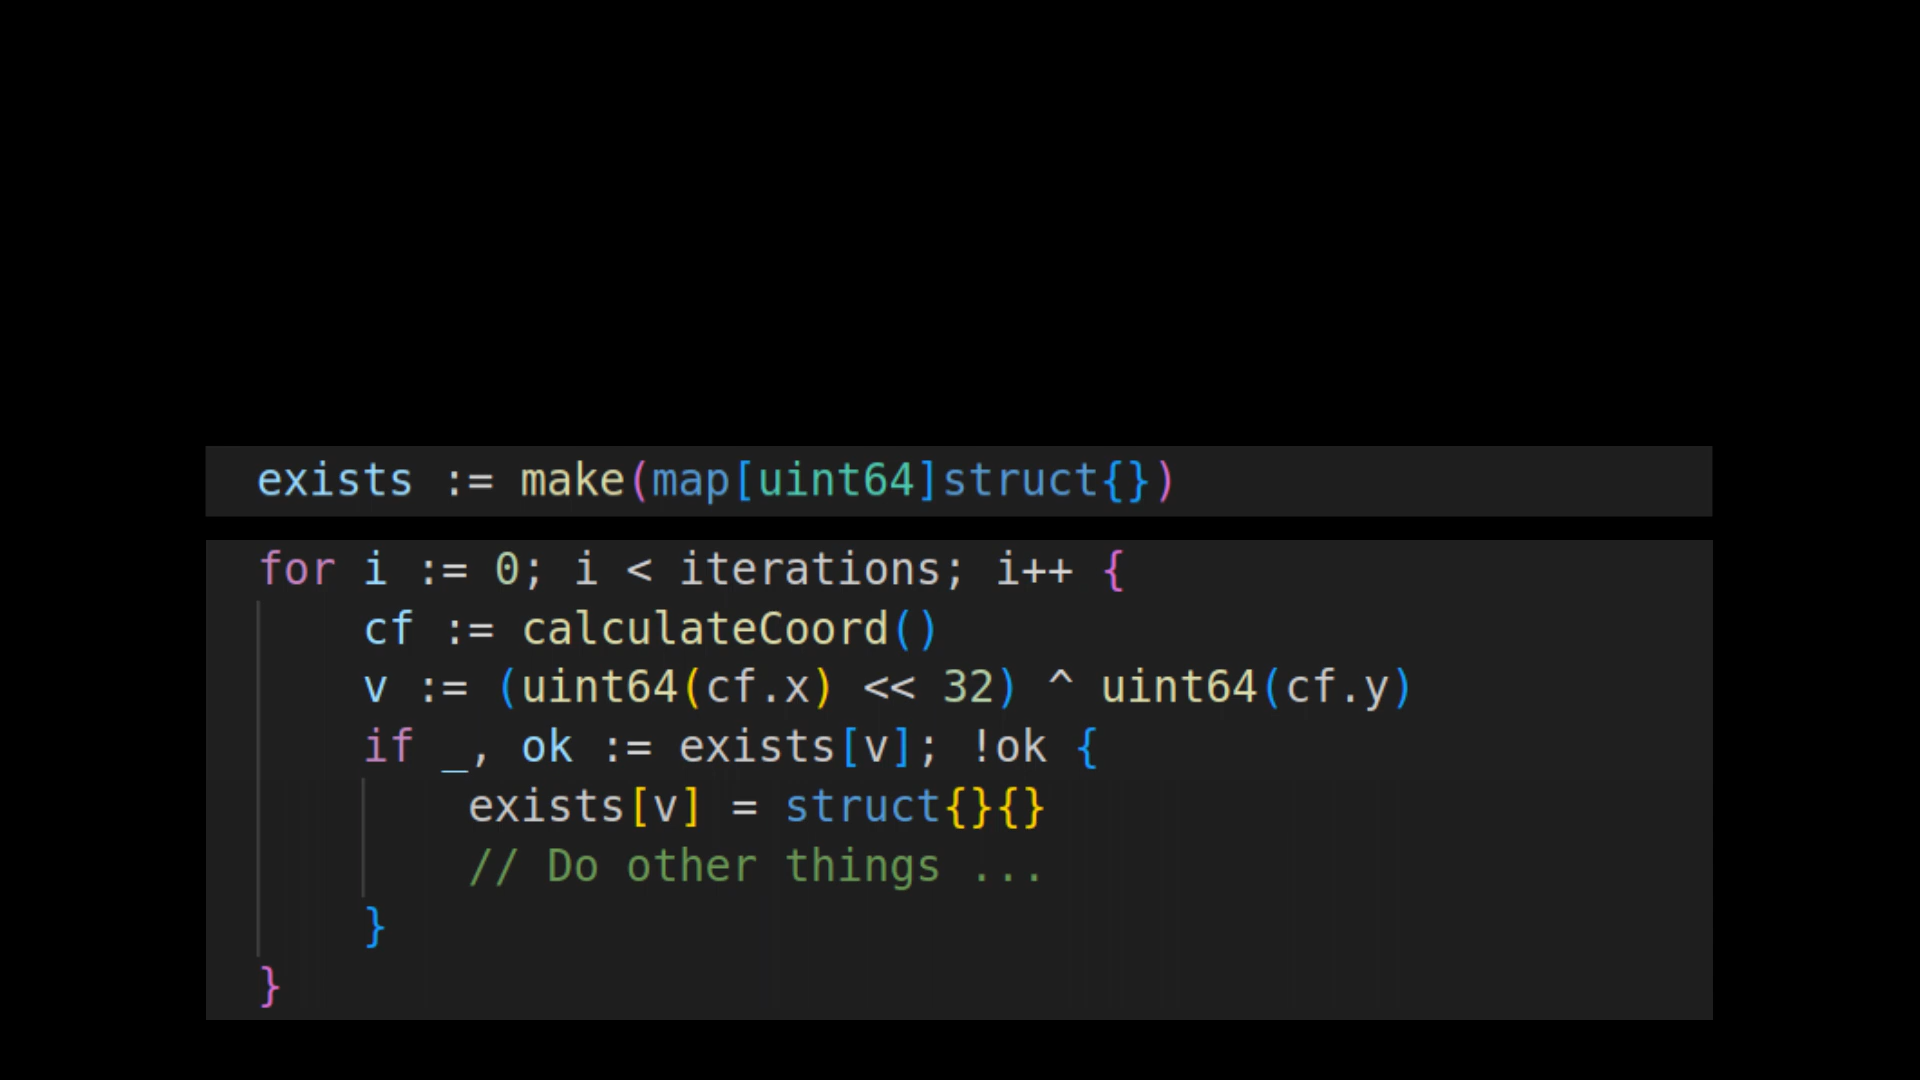 exists := make(map[uint64]struct{})
for i := 0; i < iterations; i++ {
cf := calculateCoord()
v := (uint64(cf.x) << 32) ^ uint64(cf.y)
if _, ok := exists[v]; !ok {
exists[v] = struct{}{}
// Do other things ...
}
}